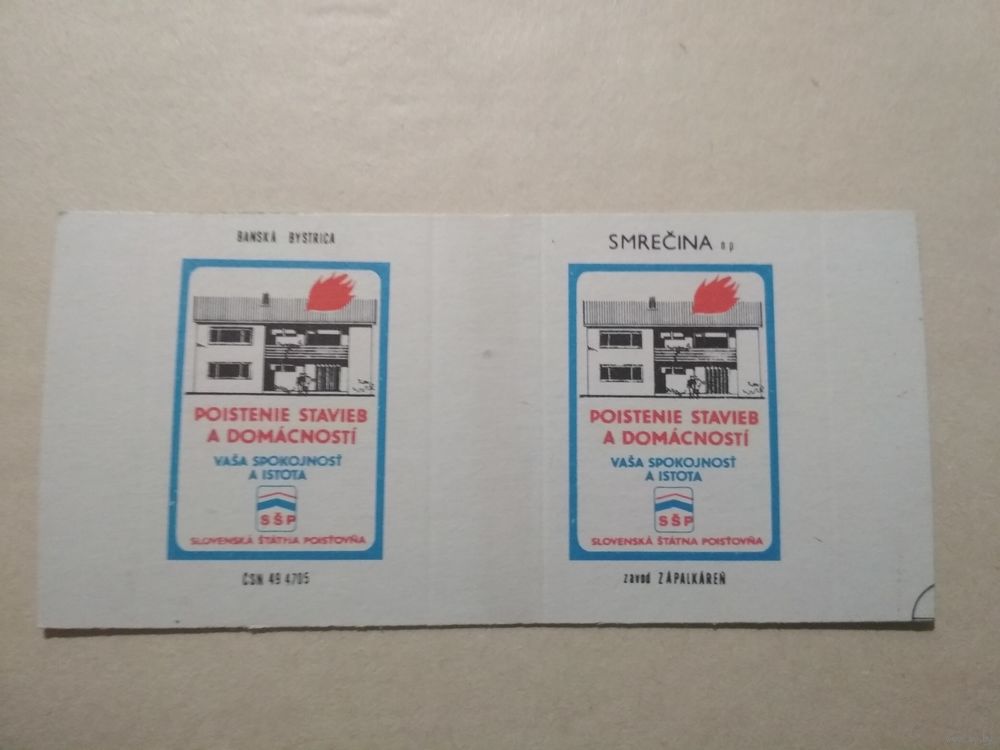 BANSKÁ BYSTRICA
POISTENIE STAVIEB
A DOMÁCNOSTÍ
VAŠA SPOKOJNOSŤ
A ISTOTA
SŠP
SLOVENSKÁ ŠTÁTNA POISŤOVŇA
ČSN 49 4705
SMREČINA n p
POISTENIE STAVIEB
A DOMÁCNOSTÍ
VAŠA SPOKOJNOSŤ
A ISTOTA
SŠP
SLOVENSKÁ ŠTÁTNA POISŤOVŇA
závod ZÁPALKÁREŇ